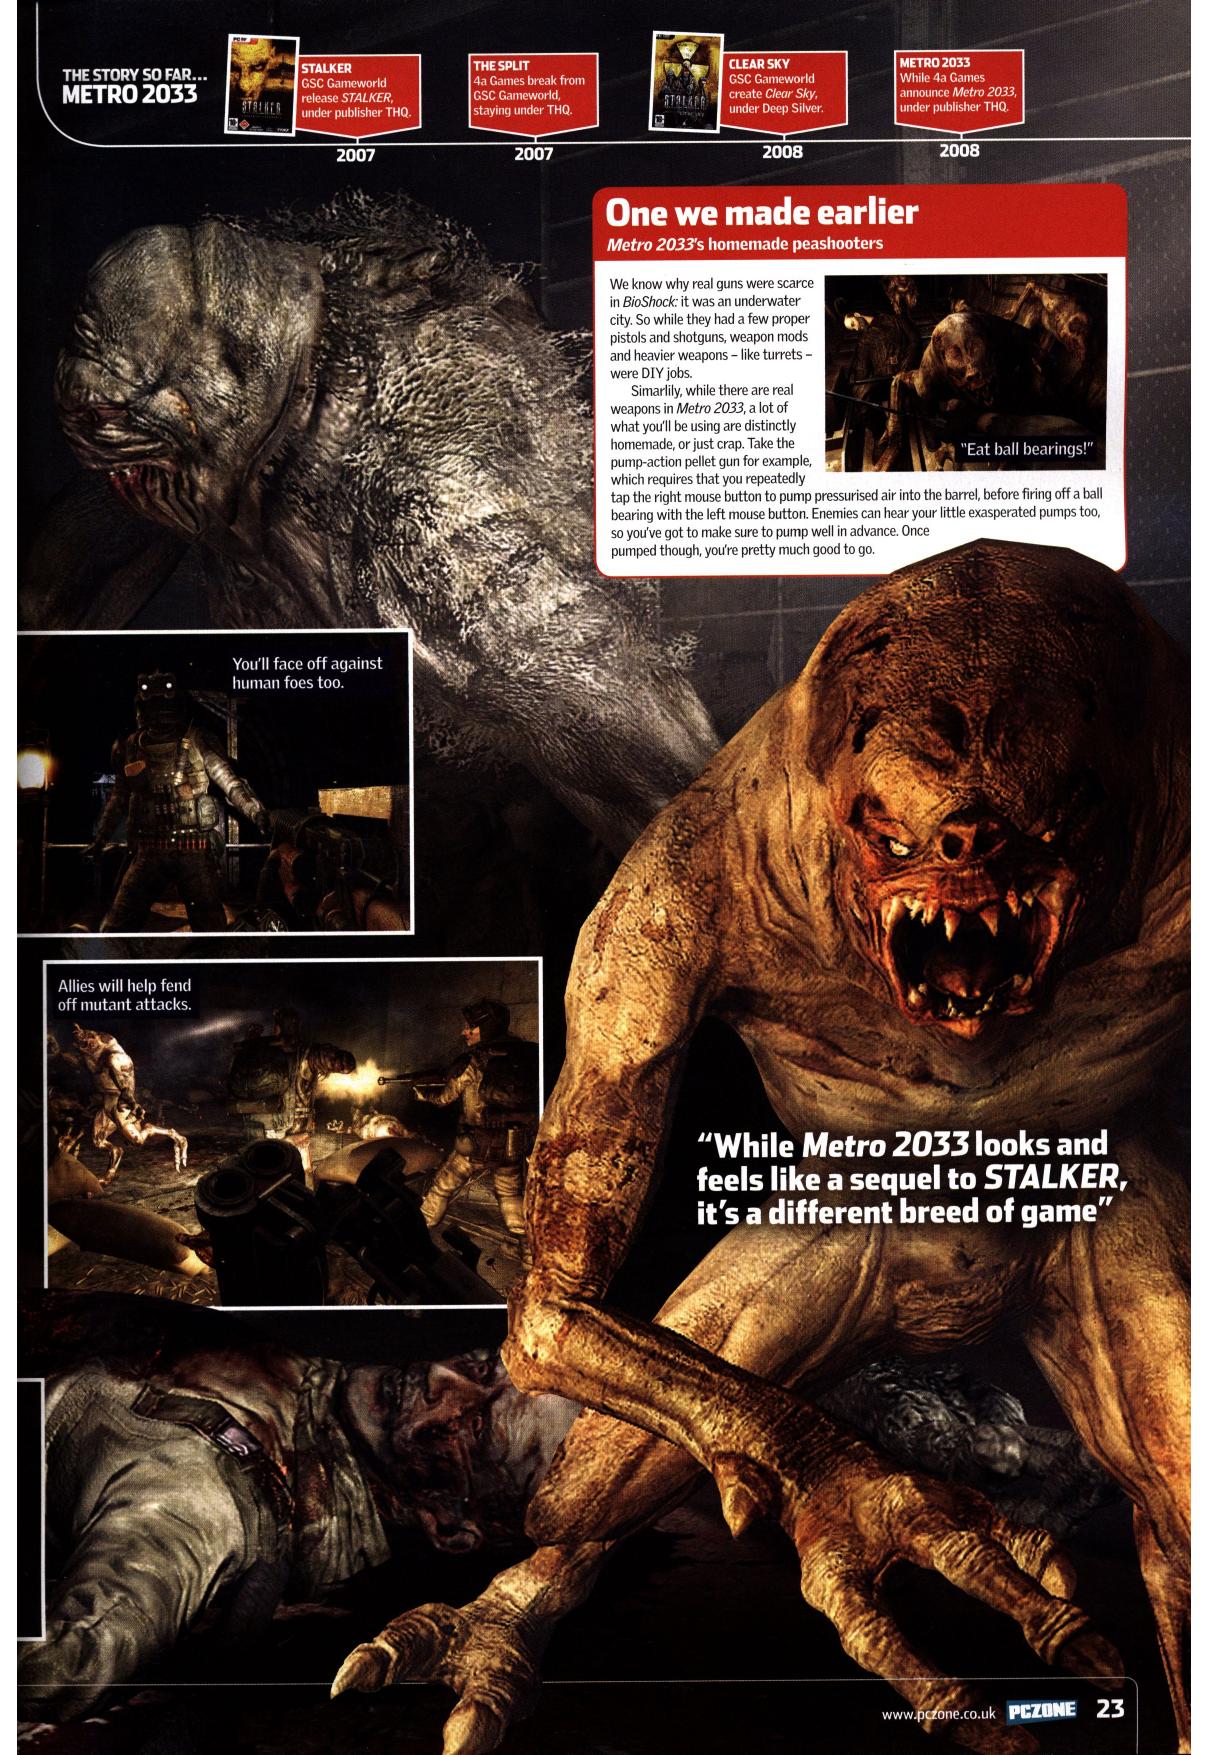 THE STORY SO FAR...
METRO 2033
STALKER
GSC Gameworld
release STALKER,
under publisher THQ.
2007
THE SPLIT
4a Games break from
GSC Gameworld,
staying under THQ.
2007
CLEAR SKY
GSC Gameworld
create Clear Sky,
under Deep Silver.
2008
METRO 2033
While 4a Games
announce Metro 2033,
under publisher THQ.
2008
One we made earlier
Metro 2033's homemade peashooters
We know why real guns were scarce
in BioShock: it was an underwater
city. So while they had a few proper
pistols and shotguns, weapon mods
and heavier weapons – like turrets –
were DIY jobs.
Simarlily, while there are real
weapons in Metro 2033, a lot of
what you'll be using are distinctly
homemade, or just crap. Take the
pump-action pellet gun for example,
which requires that you repeatedly
tap the right mouse button to pump pressurised air into the barrel, before firing off a ball
bearing with the left mouse button. Enemies can hear your little exasperated pumps too,
so you've got to make sure to pump well in advance. Once
pumped though, you're pretty much good to go.
"Eat ball bearings!"
You'll face off against
human foes too.
Allies will help fend
off mutant attacks.
"While Metro 2033 looks and
feels like a sequel to STALKER,
it's a different breed of game"
www.pczone.co.uk PCZONE 23